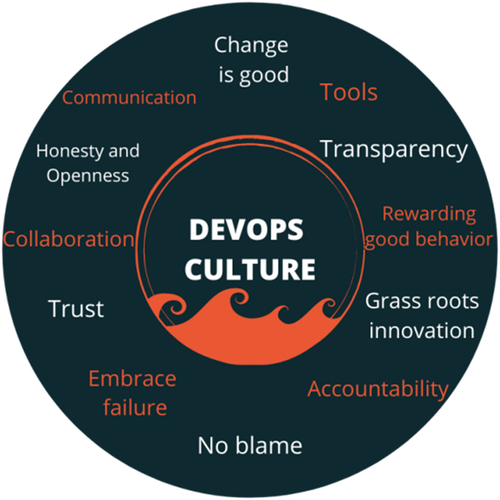 Change
is good
Tools
Communication
Transparency
Honesty and
Openness
Rewarding
good behavior
Collaboration
DEVOPS
CULTURE
Trust
Grass roots
innovation
Embrace
failure
Accountability
No blame